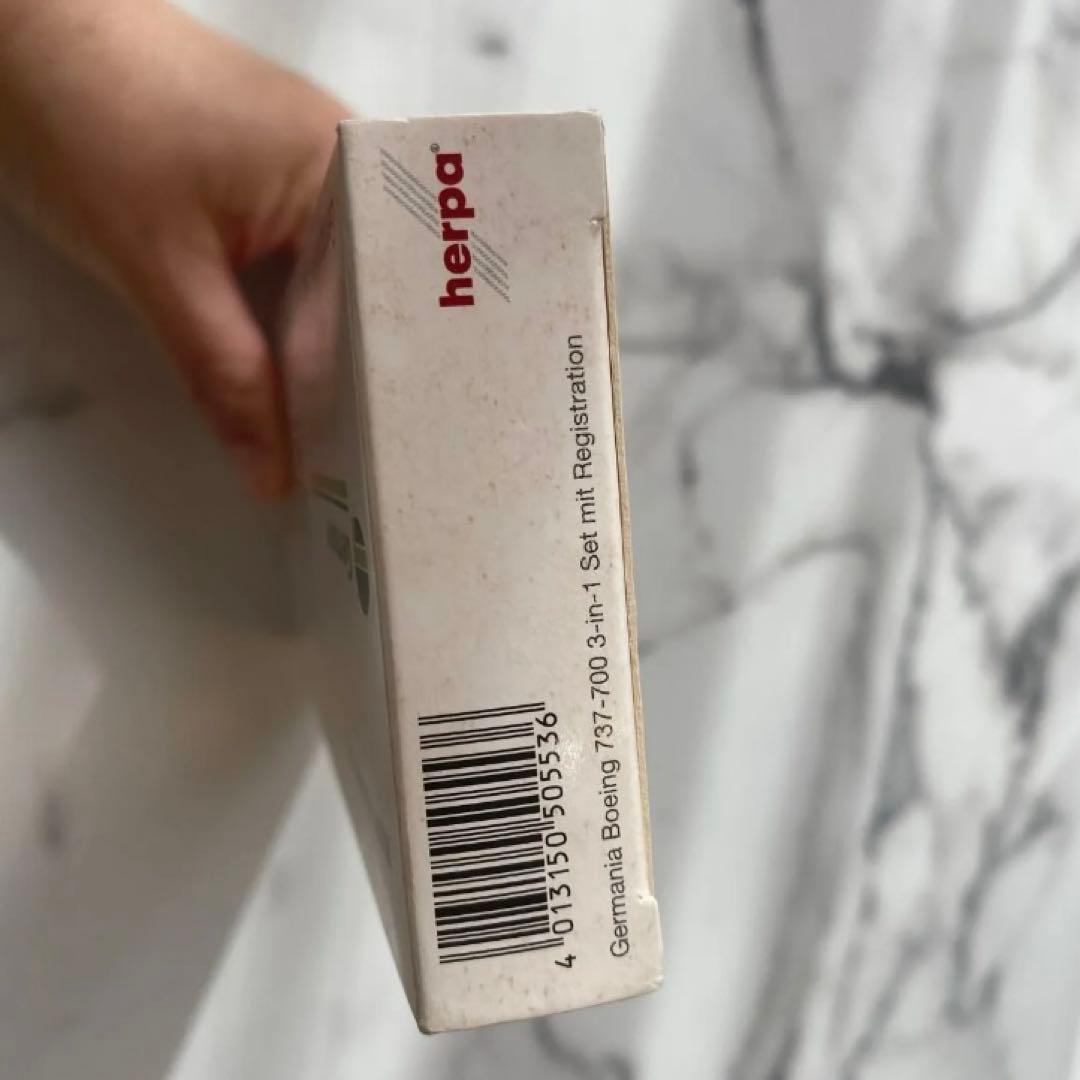 herpa®
4 013150 505536
Germania Boeing 737-700 3-in-1 Set mit Registration